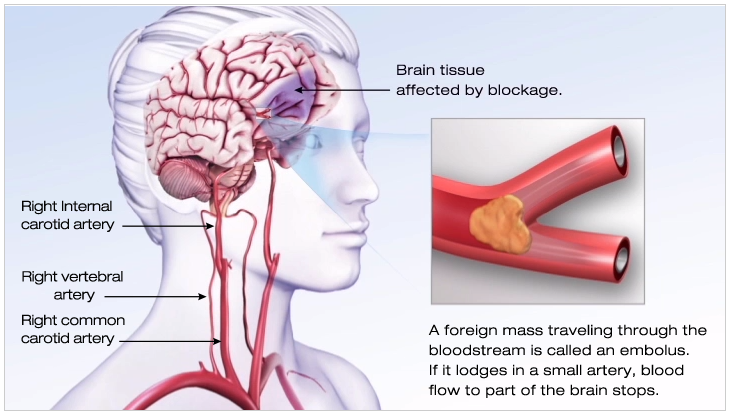 Brain tissue
affected by blockage.
Right Internal
carotid artery
Right vertebral
artery
Right common
carotid artery
A foreign mass traveling through the
bloodstream is called an embolus.
If it lodges in a small artery, blood
flow to part of the brain stops.